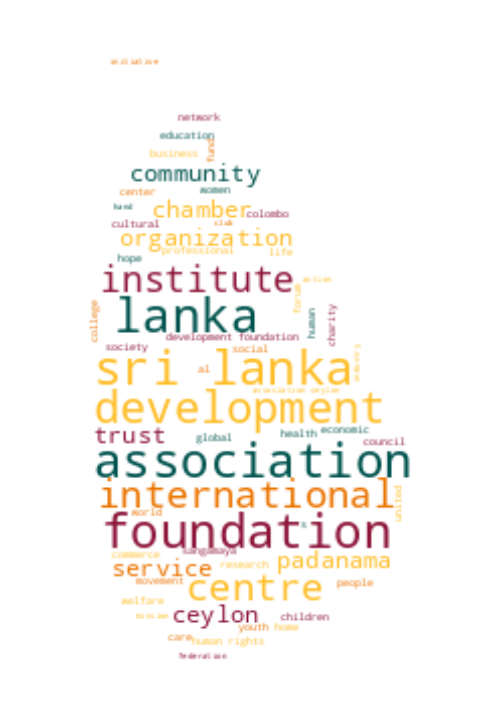 initiative
network
education
business
fund
community
women
center
hand
chamber
colombo
cultural
club
organization
professional
life
hope
institute
action
forum
lanka
college
human
charity
development foundation
society
social
industry
sri lanka
al
association ceylon
development
trust
global
health
economic
council
association
international
united
world
foundation
sangamaya
commerce
research
padanama
service
movement
centre
people
welfare
mission
ceylon
children
youth
home
care
human rights
federation